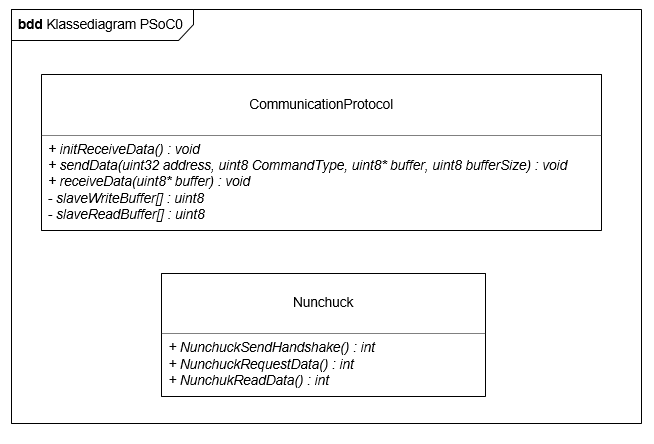 bdd Klassediagram PSoC0
CommunicationProtocol
+ initReceiveData() : void
+ sendData(uint32 address, uint8 CommandType, uint8* buffer, uint8 bufferSize) : void
+ receiveData(uint8* buffer) : void
- slaveWriteBuffer[] : uint8
- slaveReadBuffer[] : uint8
Nunchuck
+ NunchuckSendHandshake() : int
+ NunchuckRequestData() : int
+ NunchukReadData() : int